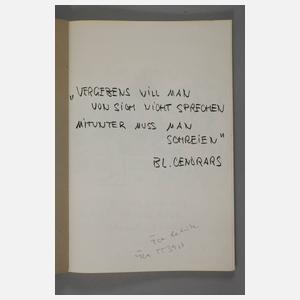 „VERGEBENS WILL MAN
VON SICH NICHT SPRECHEN
MITUNTER MUSS MAN
SCHREIEN"
BL. CENDRARS